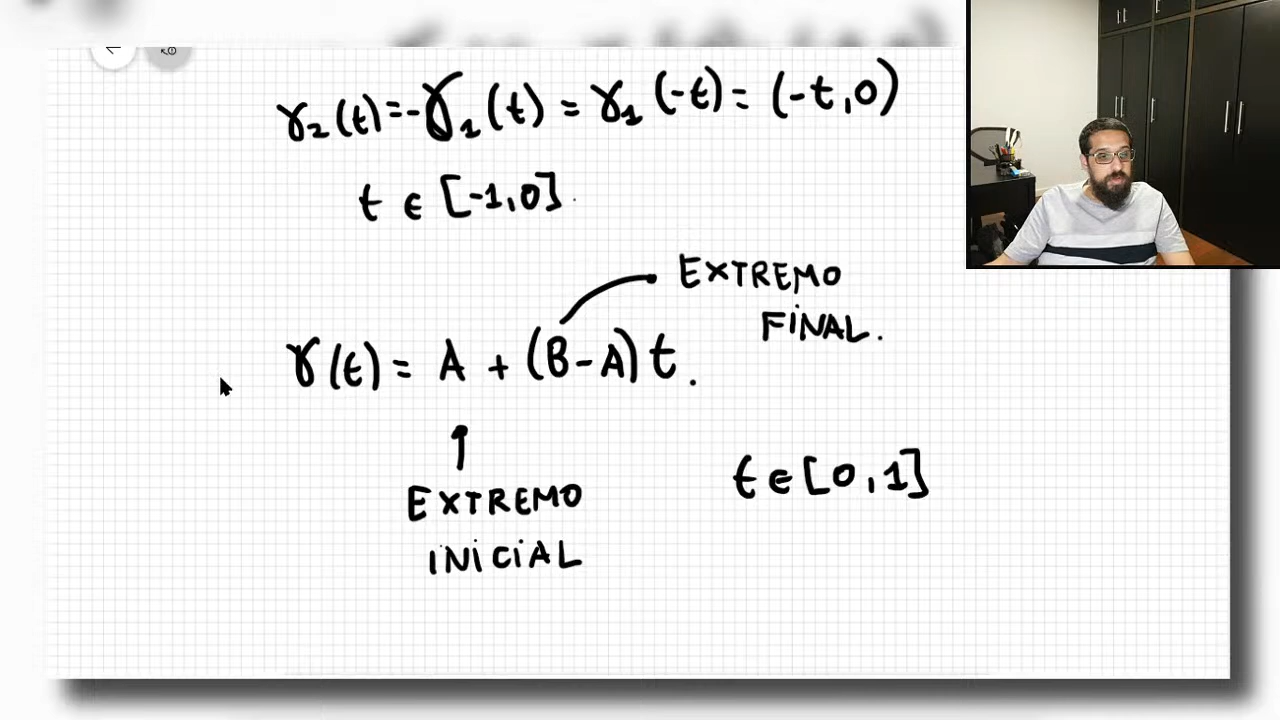 γ₂(t)=-γ₁(t) = γ₁(-t) = (-t,0)
t ∈ [-1,0].
EXTREMO
FINAL.
γ(t) = A + (B-A)t.
t∈[0,1]
EXTREMO
INICIAL